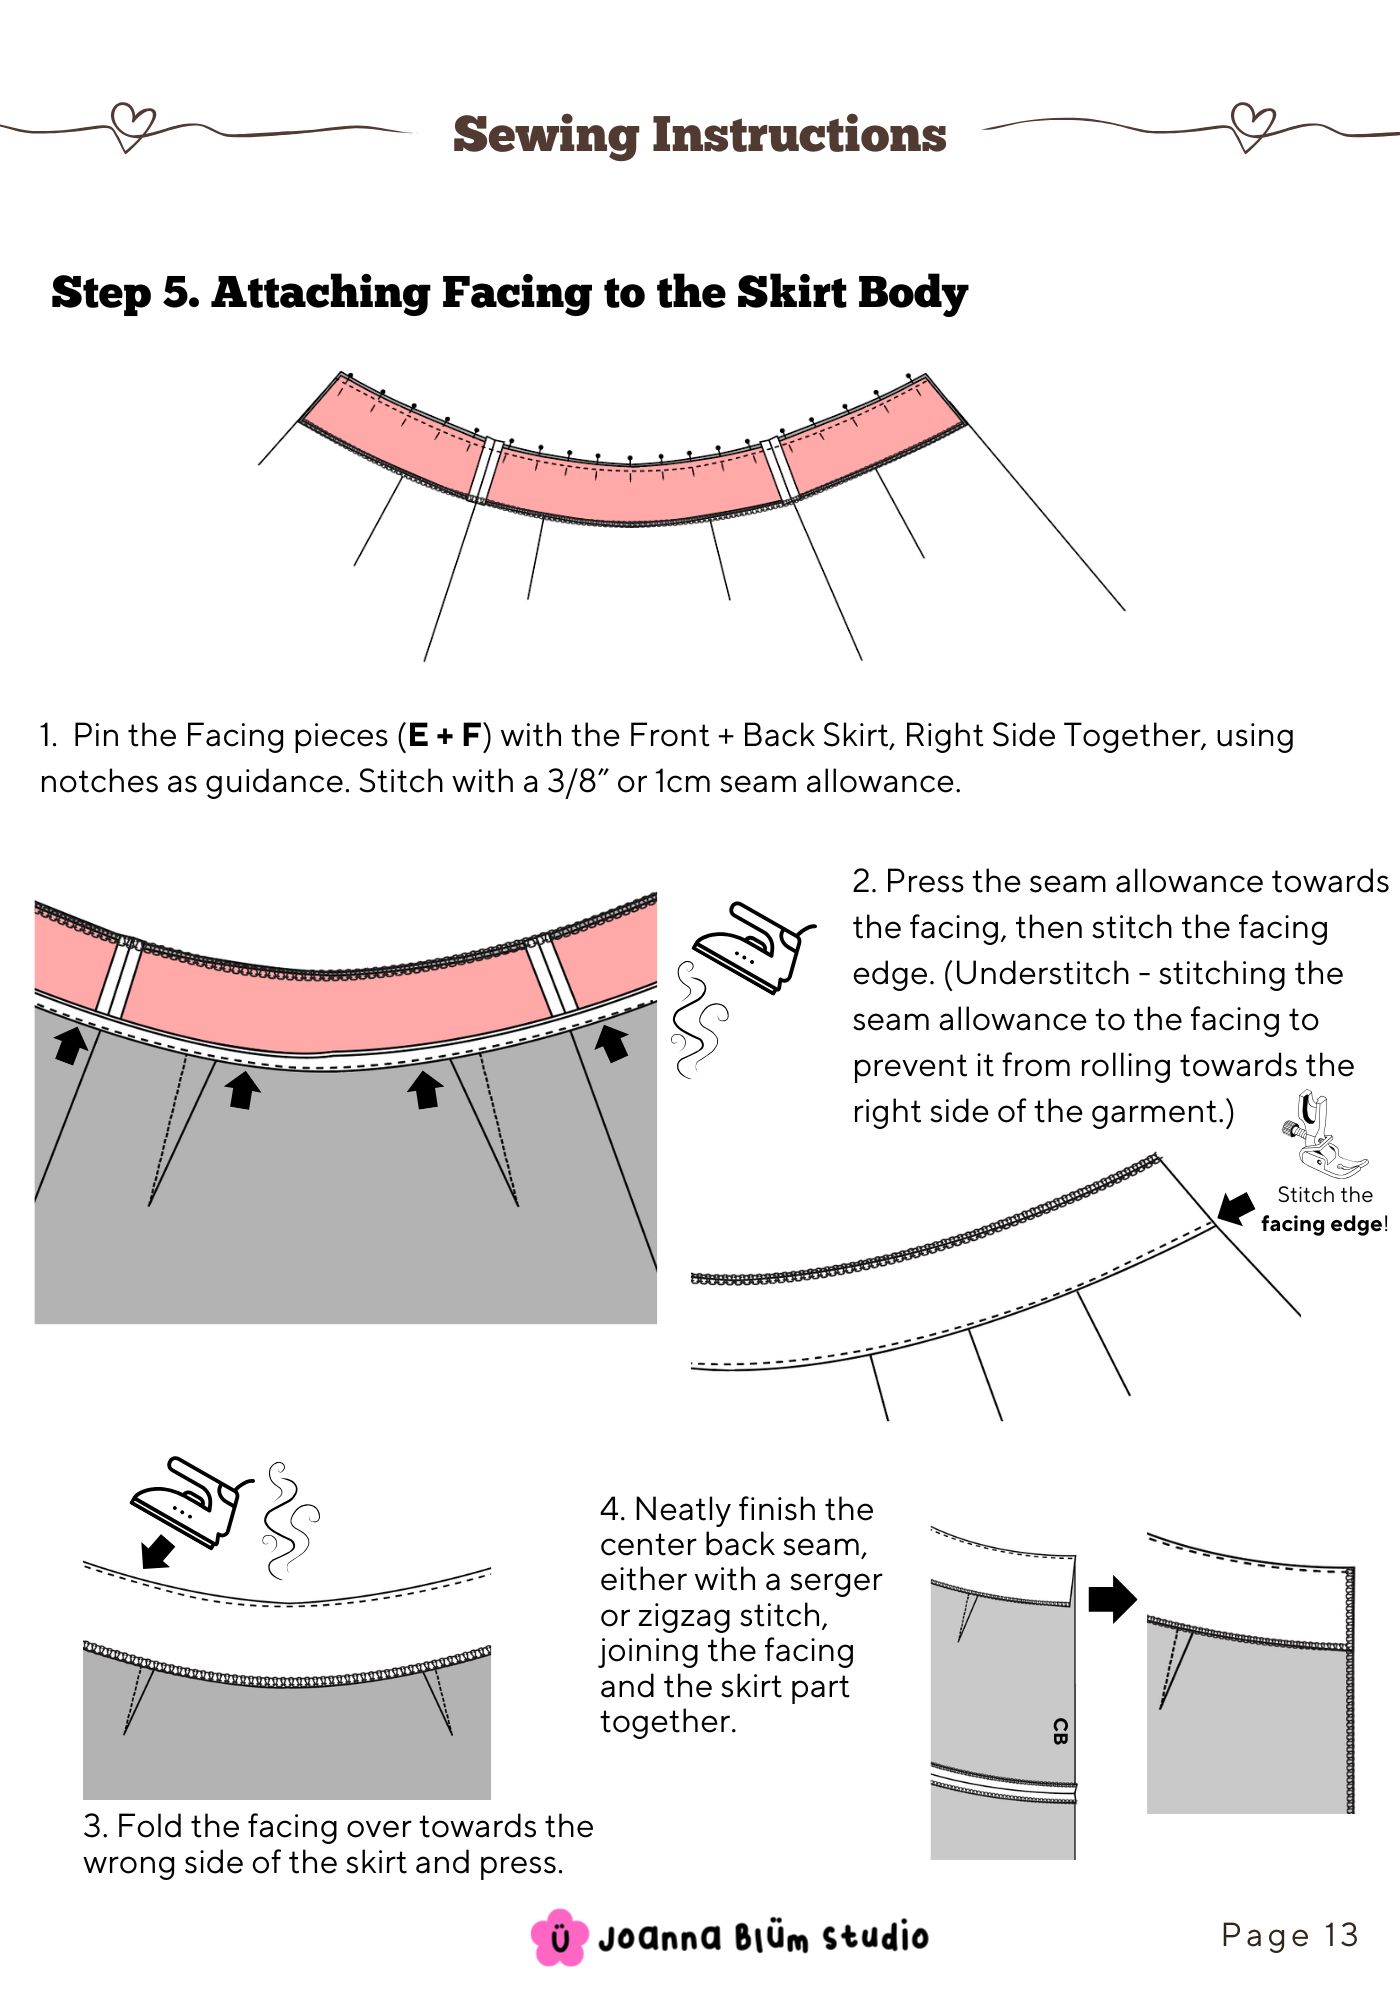 Sewing Instructions
Step 5. Attaching Facing to the Skirt Body
1. Pin the Facing pieces (E + F) with the Front + Back Skirt, Right Side Together, using
notches as guidance. Stitch with a 3/8” or 1cm seam allowance.
2. Press the seam allowance towards
the facing, then stitch the facing
edge. (Understitch - stitching the
seam allowance to the facing to
prevent it from rolling towards the
right side of the garment.)
Stitch the
facing edge!
4. Neatly finish the
center back seam,
either with a serger
or zigzag stitch,
joining the facing
and the skirt part
together.
CB
3. Fold the facing over towards the
wrong side of the skirt and press.
Ü Joanna Blüm Studio
Page 13